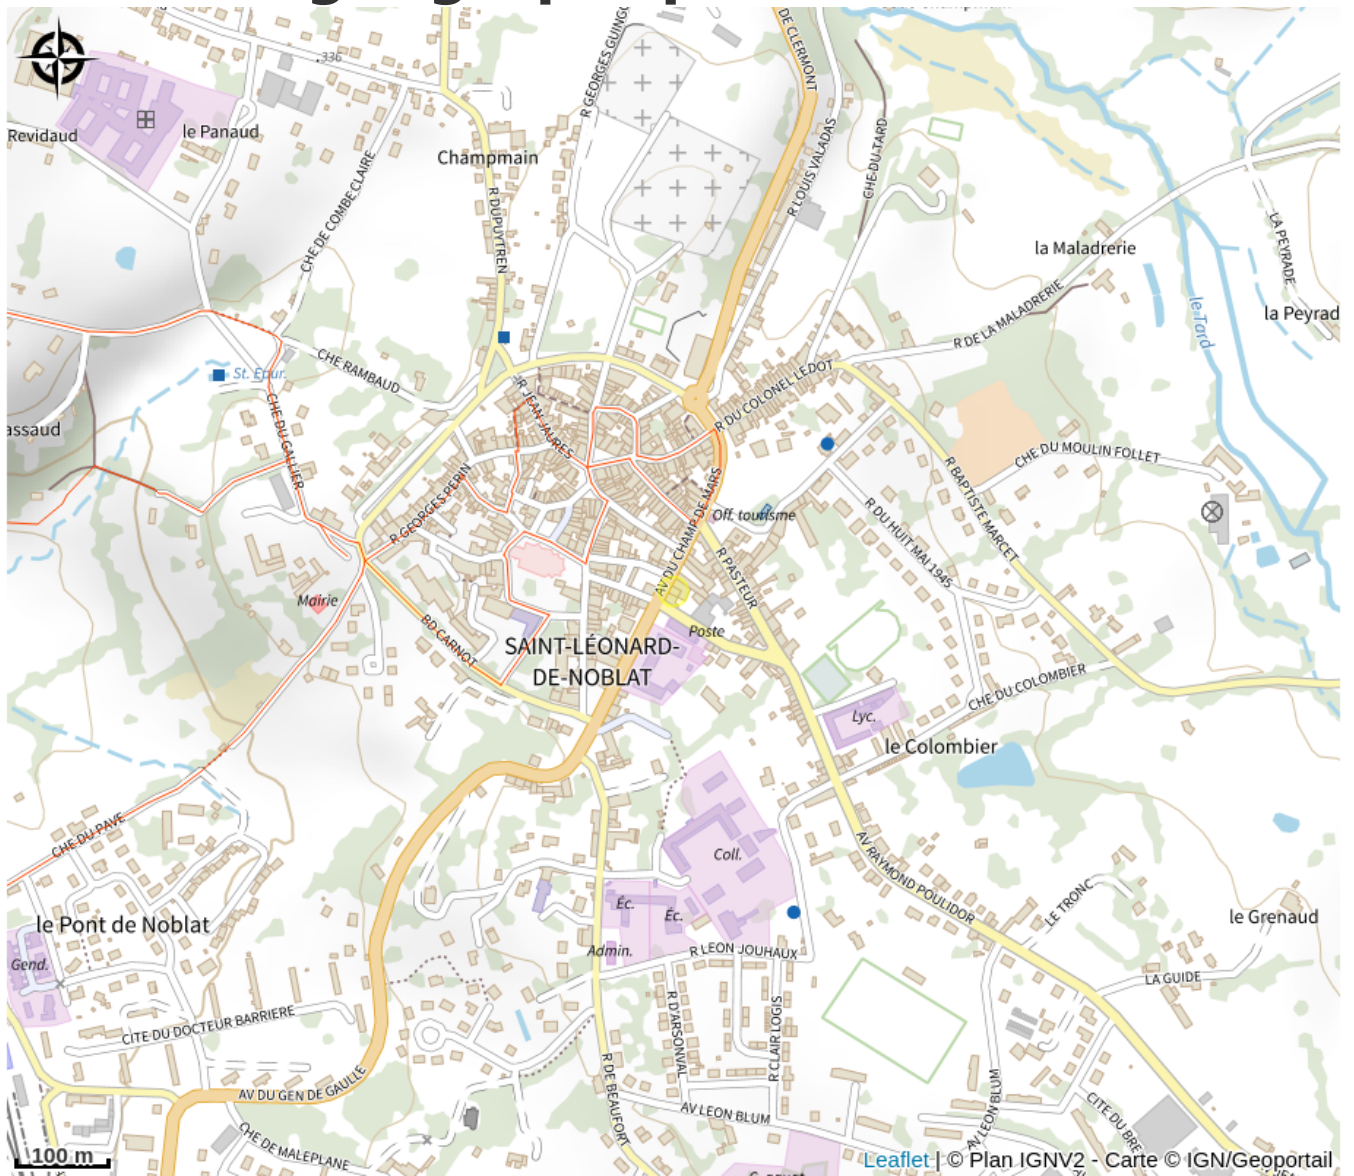 DE CLERMONT
R GEORGES GUINGO
.336
Revidaud
le Panaud
Champmain
CHE DE COMBE CLAIRE
R DUPUYTREN
R LOUIS VALADAS
CHE DU TARD
la Maladrerie
LA PEYRADE
le Tard
la Peyrad
R DE LA MALADRERIE
CHE RAMBAUD
St. Epur.
R JEAN JAURES
R DU COLONEL LEDOT
assaud
CHE DU GALLIER
R GEORGES PERIN
AV DU CHAMP DE MARS
Off. tourisme
CHE DU MOULIN FOLLET
R BAPTISTE MARCET
R DU HUIT MAI 1945
R PASTEUR
Mairie
BD CARNOT
Poste
SAINT-LÉONARD-
DE-NOBLAT
CHE DU COLOMBIER
Lyc.
le Colombier
CHE DU PAVE
Coll.
AV RAYMOND POULIDOR
Éc.
Éc.
LE TRONC
le Grenaud
le Pont de Noblat
Admin.
R LEON JOUHAUX
Gend.
LA GUIDE
CITE DU DOCTEUR BARRIERE
R D'ARSONVAL
R CLAIR LOGIS
AV DU GEN DE GAULLE
R DE BEAUFORT
AV LEON BLUM
AV LEON BLUM
CITE DU BRE
CHE DE MALEPLANE
100 m
Leaflet | © Plan IGNV2 - Carte © IGN/Geoportail